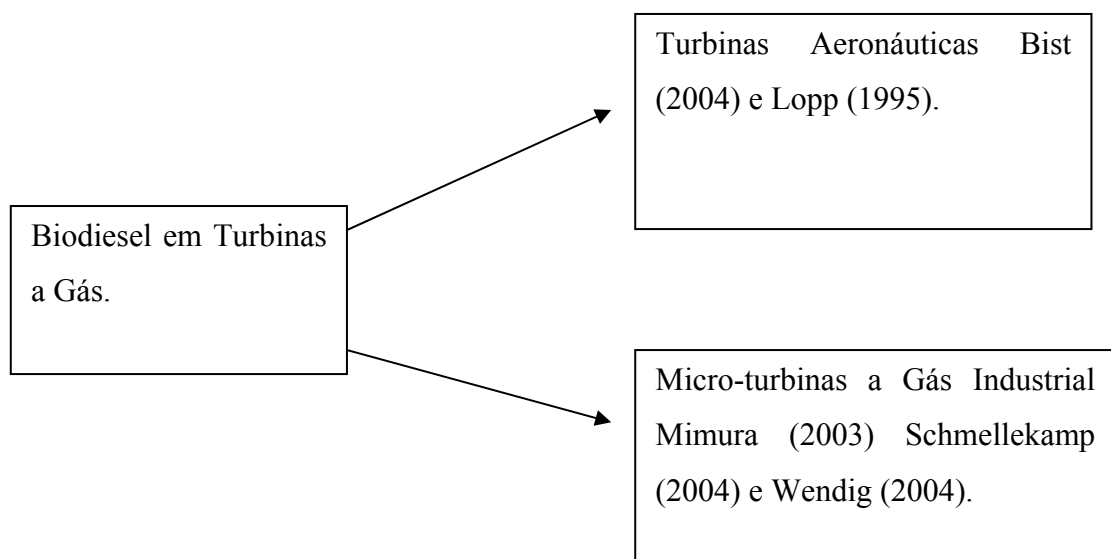 Turbinas Aeronáuticas Bist
(2004) e Lopp (1995).
Biodiesel em Turbinas
a Gás.
Micro-turbinas a Gás Industrial
Mimura (2003) Schmellekamp
(2004) e Wendig (2004).